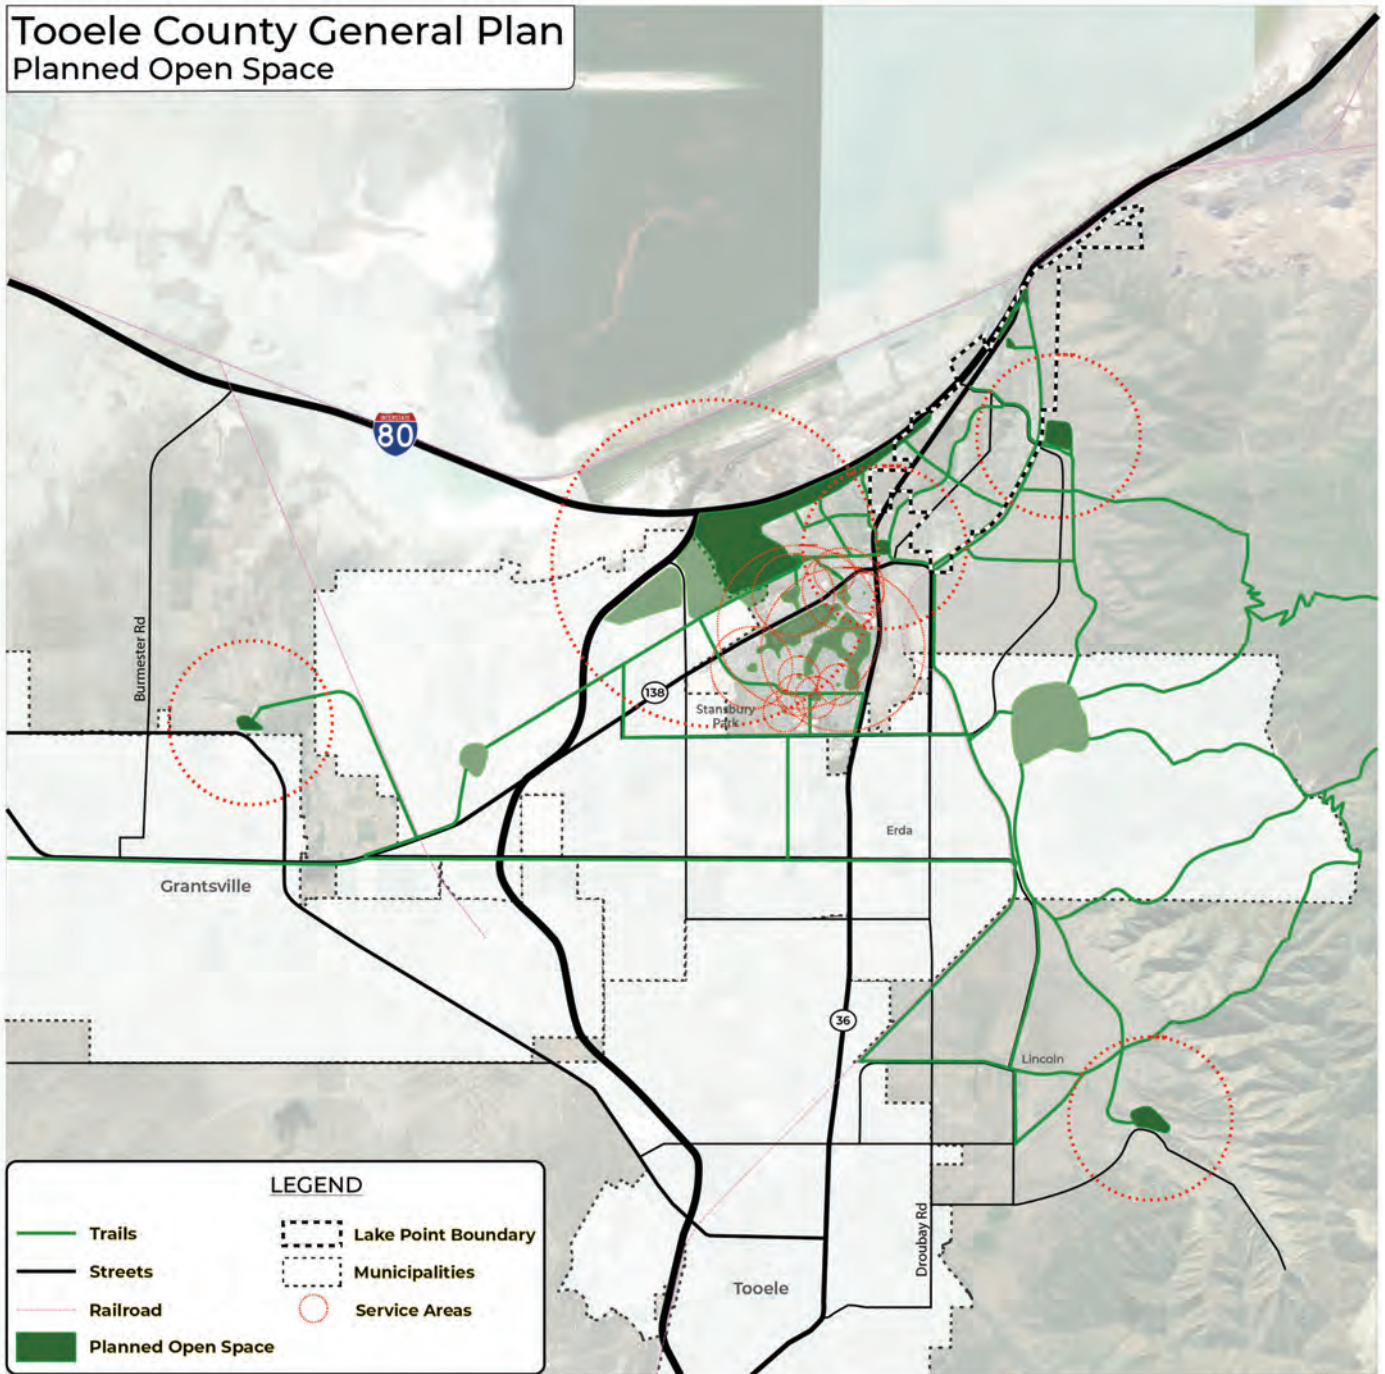 Tooele County General Plan
Planned Open Space
INTERSTATE
80
Burmester Rd
138
Stansbury
Park
Erda
Grantsville
36
Lincoln
Droubay Rd
Tooele
LEGEND
Trails
Streets
Railroad
Planned Open Space
Lake Point Boundary
Municipalities
Service Areas